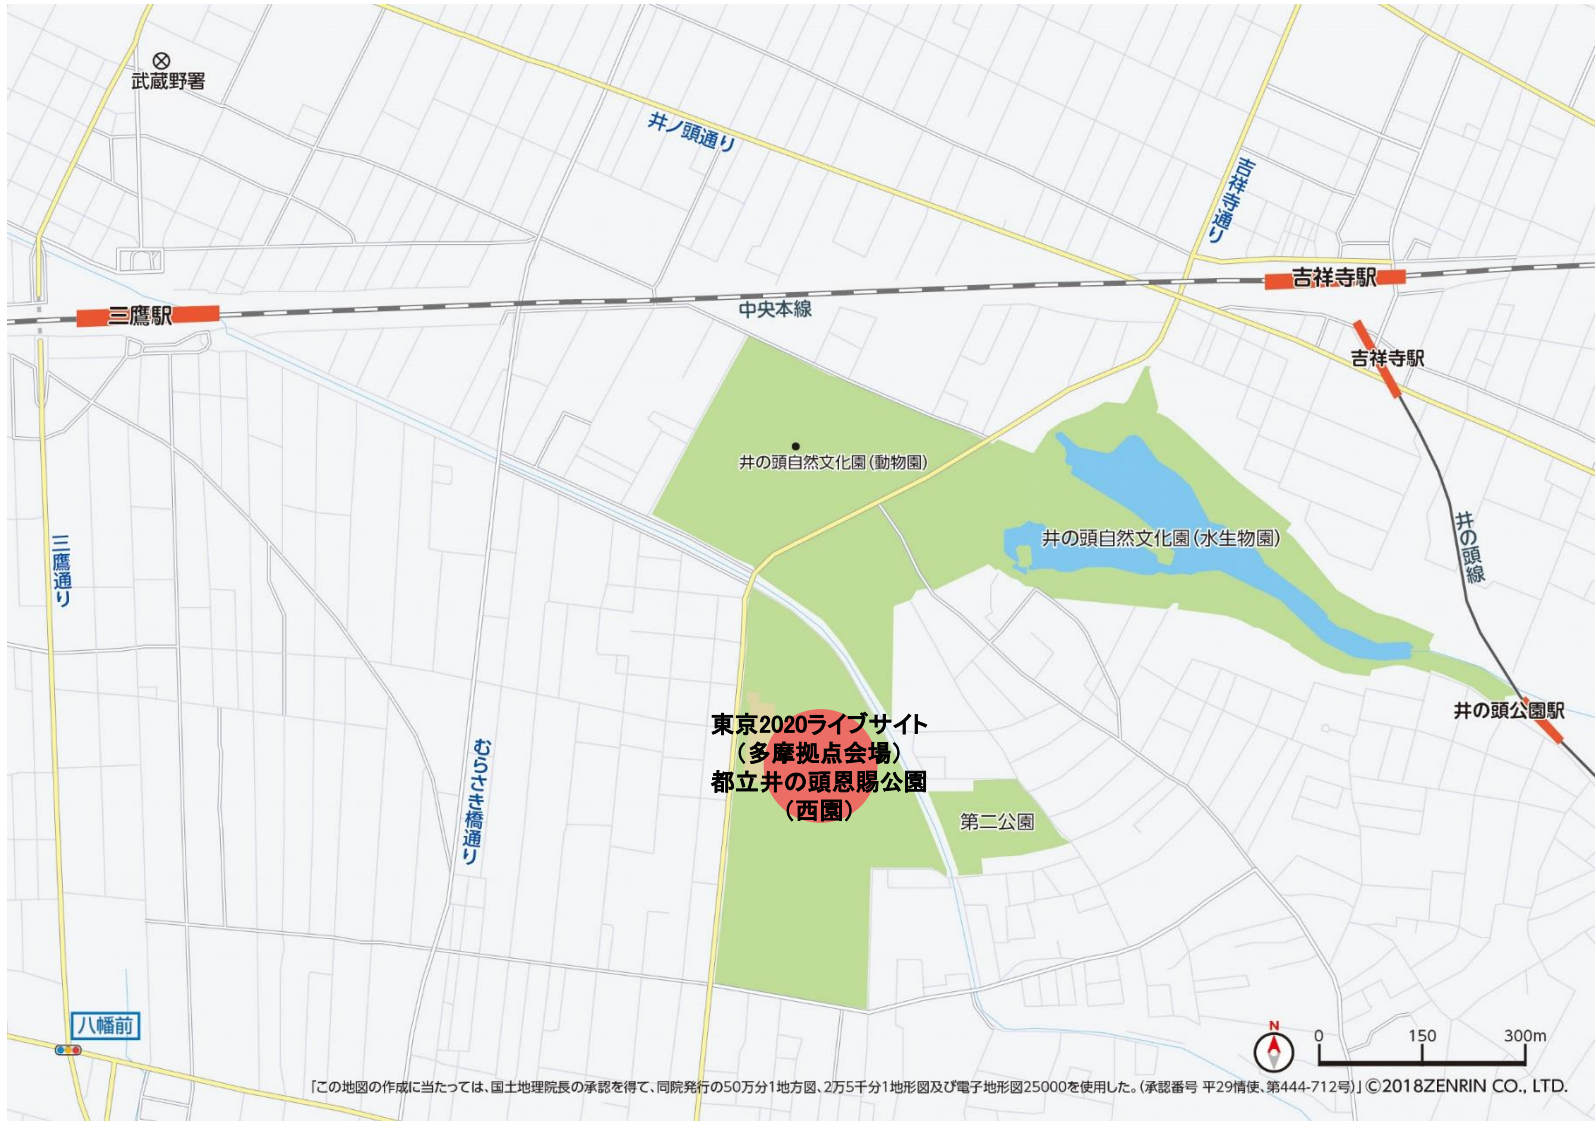 武蔵野署
井ノ頭通り
吉祥寺通り
吉祥寺駅
三鷹駅
中央本線
吉祥寺駅
井の頭自然文化園(動物園)
井の頭自然文化園(水生物園)
井の頭線
三鷹通り
井の頭公園駅
東京2020ライブサイト
(多摩拠点会場)
都立井の頭恩賜公園
(西園)
むらさき橋通り
第二公園
八幡前
N
0 150 300m
「この地図の作成に当たっては、国土地理院長の承認を得て、同院発行の50万分1地方図、2万5千分1地形図及び電子地形図25000を使用した。(承認番号 平29情使、第444-712号)」©2018ZENRIN CO., LTD.